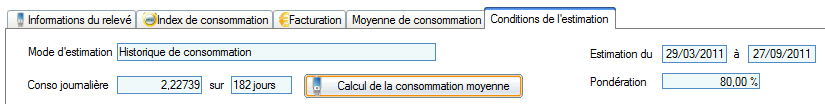 Informations du relevé Index de consommation Facturation Moyenne de consommation Conditions de l'estimation
Mode d'estimation Historique de consommation Estimation du 29/03/2011 à 27/09/2011
Conso journalière 2,22739 sur 182 jours Calcul de la consommation moyenne Pondération 80,00 %